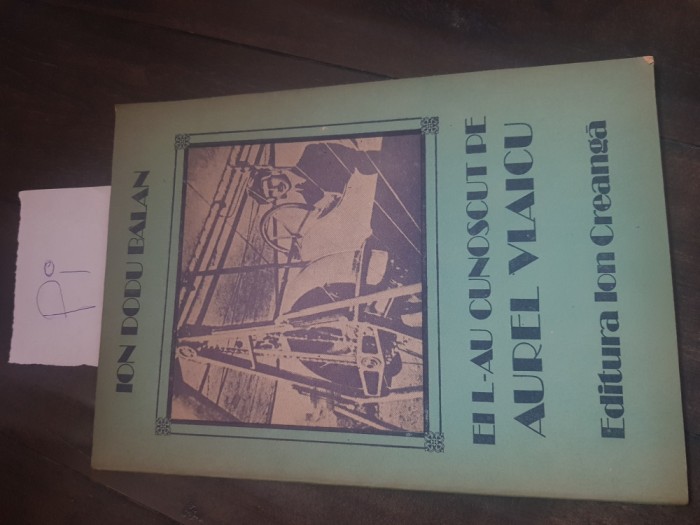 ION DODU BALAN
EI L-AU CUNOSCUT PE
AUREL VLAICU
Editura Ion Creangă